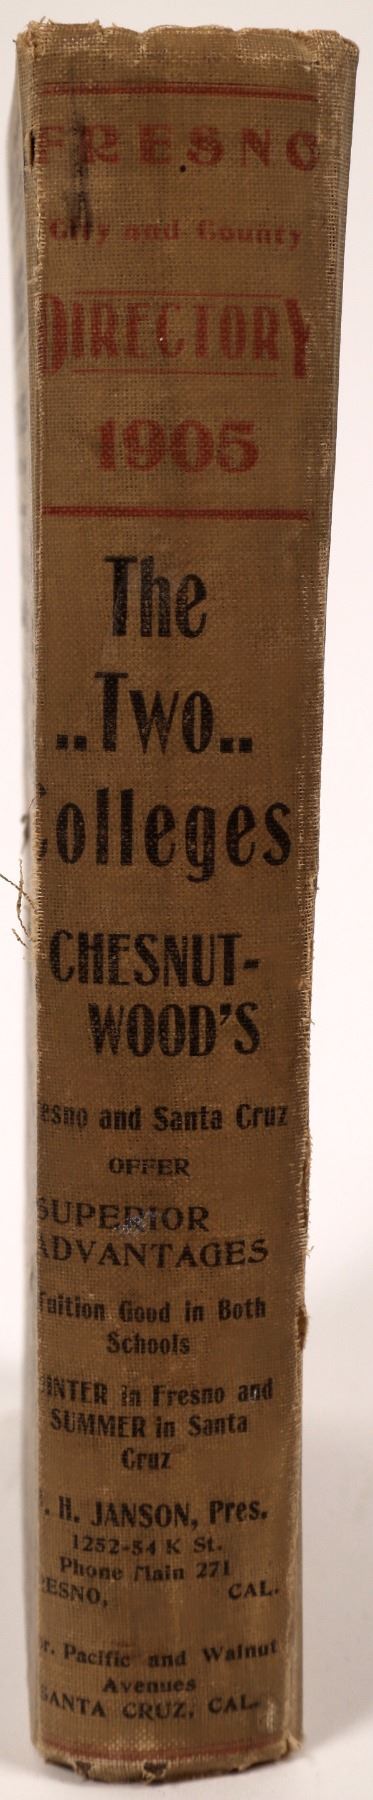 FRESNO
City and County
DIRECTORY
1905
The
..Two..
Colleges
CHESNUT-
WOOD'S
Fresno and Santa Cruz
OFFER
SUPERIOR
ADVANTAGES
Tuition Good in Both
Schools
WINTER in Fresno and
SUMMER in Santa
Cruz
. H. JANSON, Pres.
1252-54 K St.
Phone Main 271
FRESNO, CAL.
Cor. Pacific and Walnut
Avenues
SANTA CRUZ, CAL.